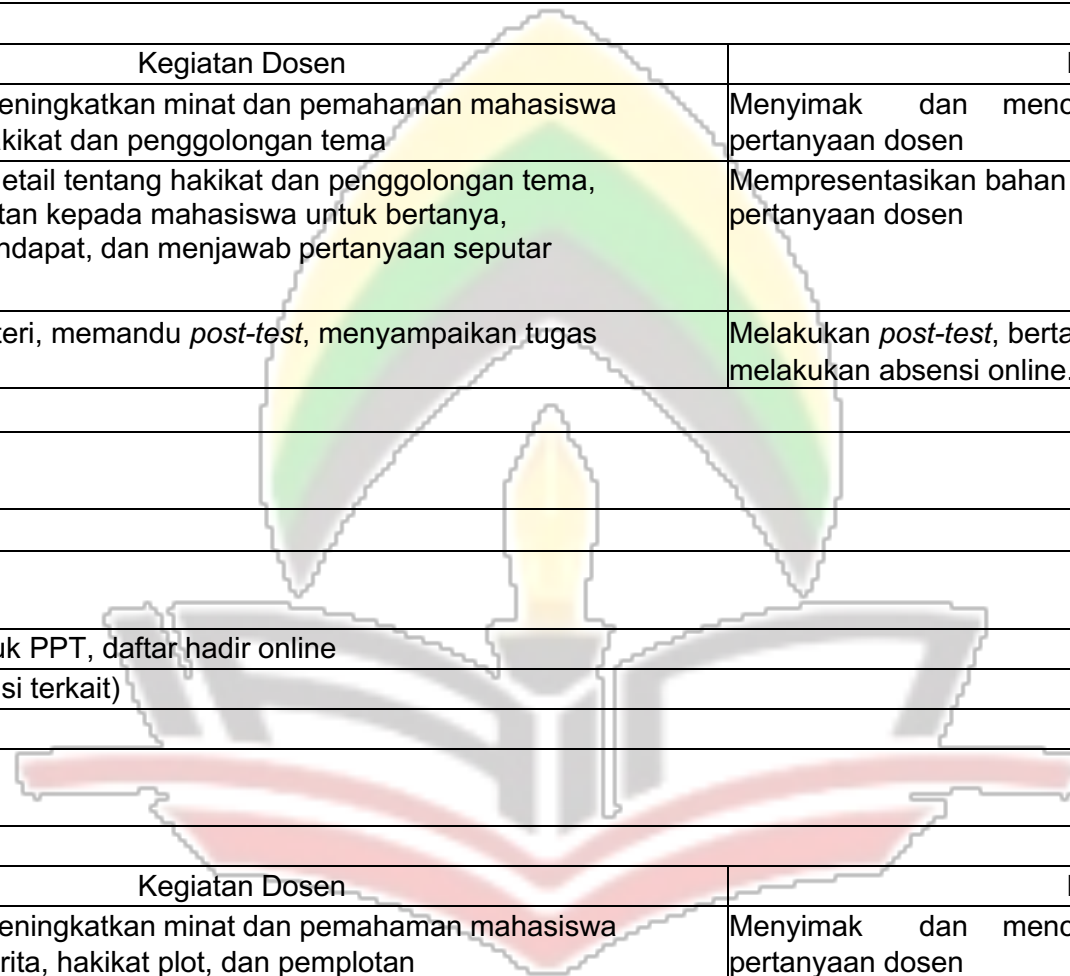 Kegiatan Dosen
eningkatkan minat dan pemahaman mahasiswa
kikat dan penggolongan tema
Menyimak dan menc
pertanyaan dosen
etail tentang hakikat dan penggolongan tema,
tan kepada mahasiswa untuk bertanya,
ndapat, dan menjawab pertanyaan seputar
Mempresentasikan bahan
pertanyaan dosen
teri, memandu post-test, menyampaikan tugas
Melakukan post-test, berta
melakukan absensi online.
uk PPT, daftar hadir online
si terkait)
Kegiatan Dosen
eningkatkan minat dan pemahaman mahasiswa
rita, hakikat plot, dan pemplotan
Menyimak dan menc
pertanyaan dosen